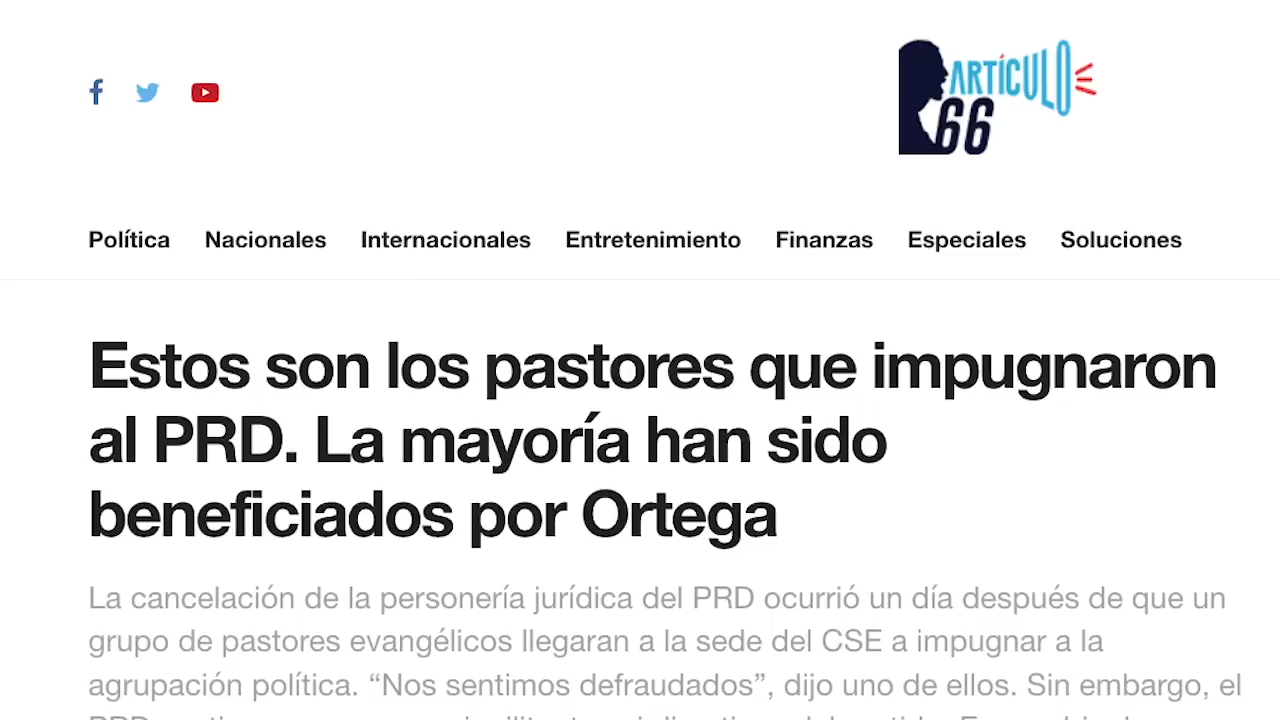 ARTÍCULO
66
Política Nacionales Internacionales Entretenimiento Finanzas Especiales Soluciones
Estos son los pastores que impugnaron
al PRD. La mayoría han sido
beneficiados por Ortega
La cancelación de la personería jurídica del PRD ocurrió un día después de que un
grupo de pastores evangélicos llegaran a la sede del CSE a impugnar a la
agrupación política. “Nos sentimos defraudados”, dijo uno de ellos. Sin embargo, el